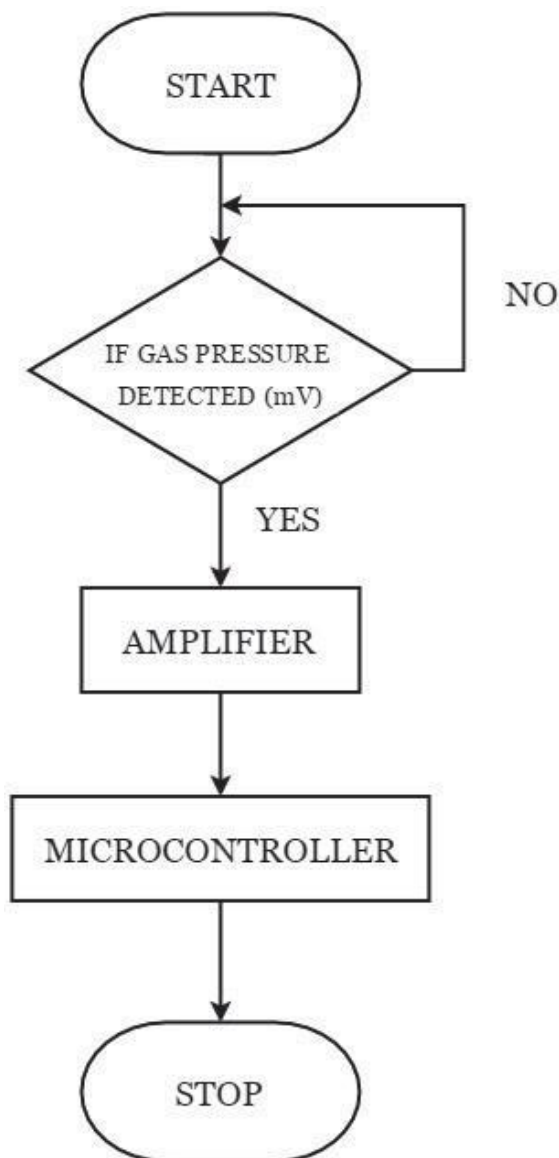 START
NO
IF GAS PRESSURE
DETECTED (mV)
YES
AMPLIFIER
MICROCONTROLLER
STOP